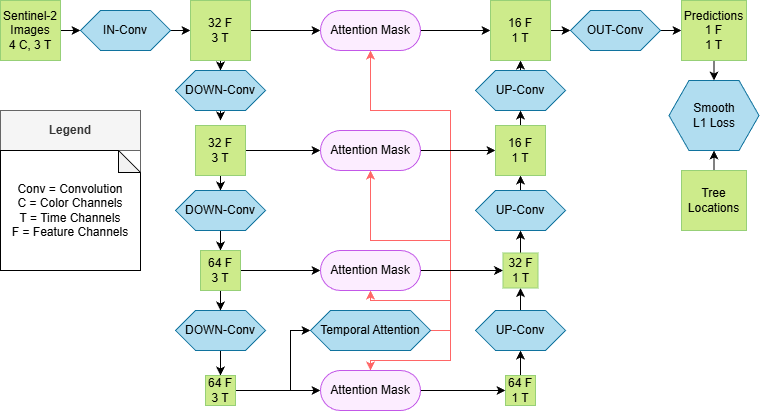 Sentinel-2
Images
4 C, 3 T
IN-Conv
32 F
3 T
Attention Mask
16 F
1 T
OUT-Conv
Predictions
1 F
1 T
DOWN-Conv
UP-Conv
Smooth
L1 Loss
Legend
Conv = Convolution
C = Color Channels
T = Time Channels
F = Feature Channels
32 F
3 T
Attention Mask
16 F
1 T
Tree
Locations
DOWN-Conv
UP-Conv
64 F
3 T
Attention Mask
32 F
1 T
DOWN-Conv
Temporal Attention
UP-Conv
64 F
3 T
Attention Mask
64 F
1 T